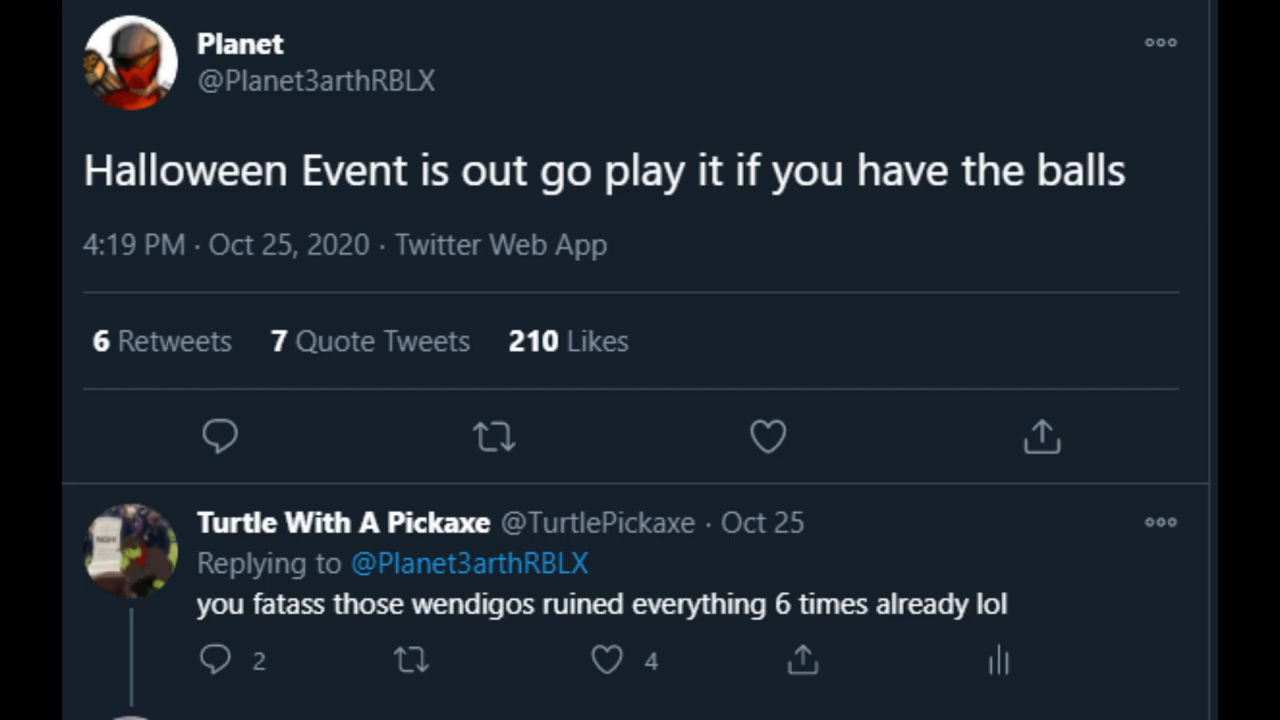 Planet
@Planet3arthRBLX
Halloween Event is out go play it if you have the balls
4:19 PM · Oct 25, 2020 · Twitter Web App
6 Retweets 7 Quote Tweets 210 Likes
Turtle With A Pickaxe @TurtlePickaxe · Oct 25
Replying to @Planet3arthRBLX
you fatass those wendigos ruined everything 6 times already lol
2 4